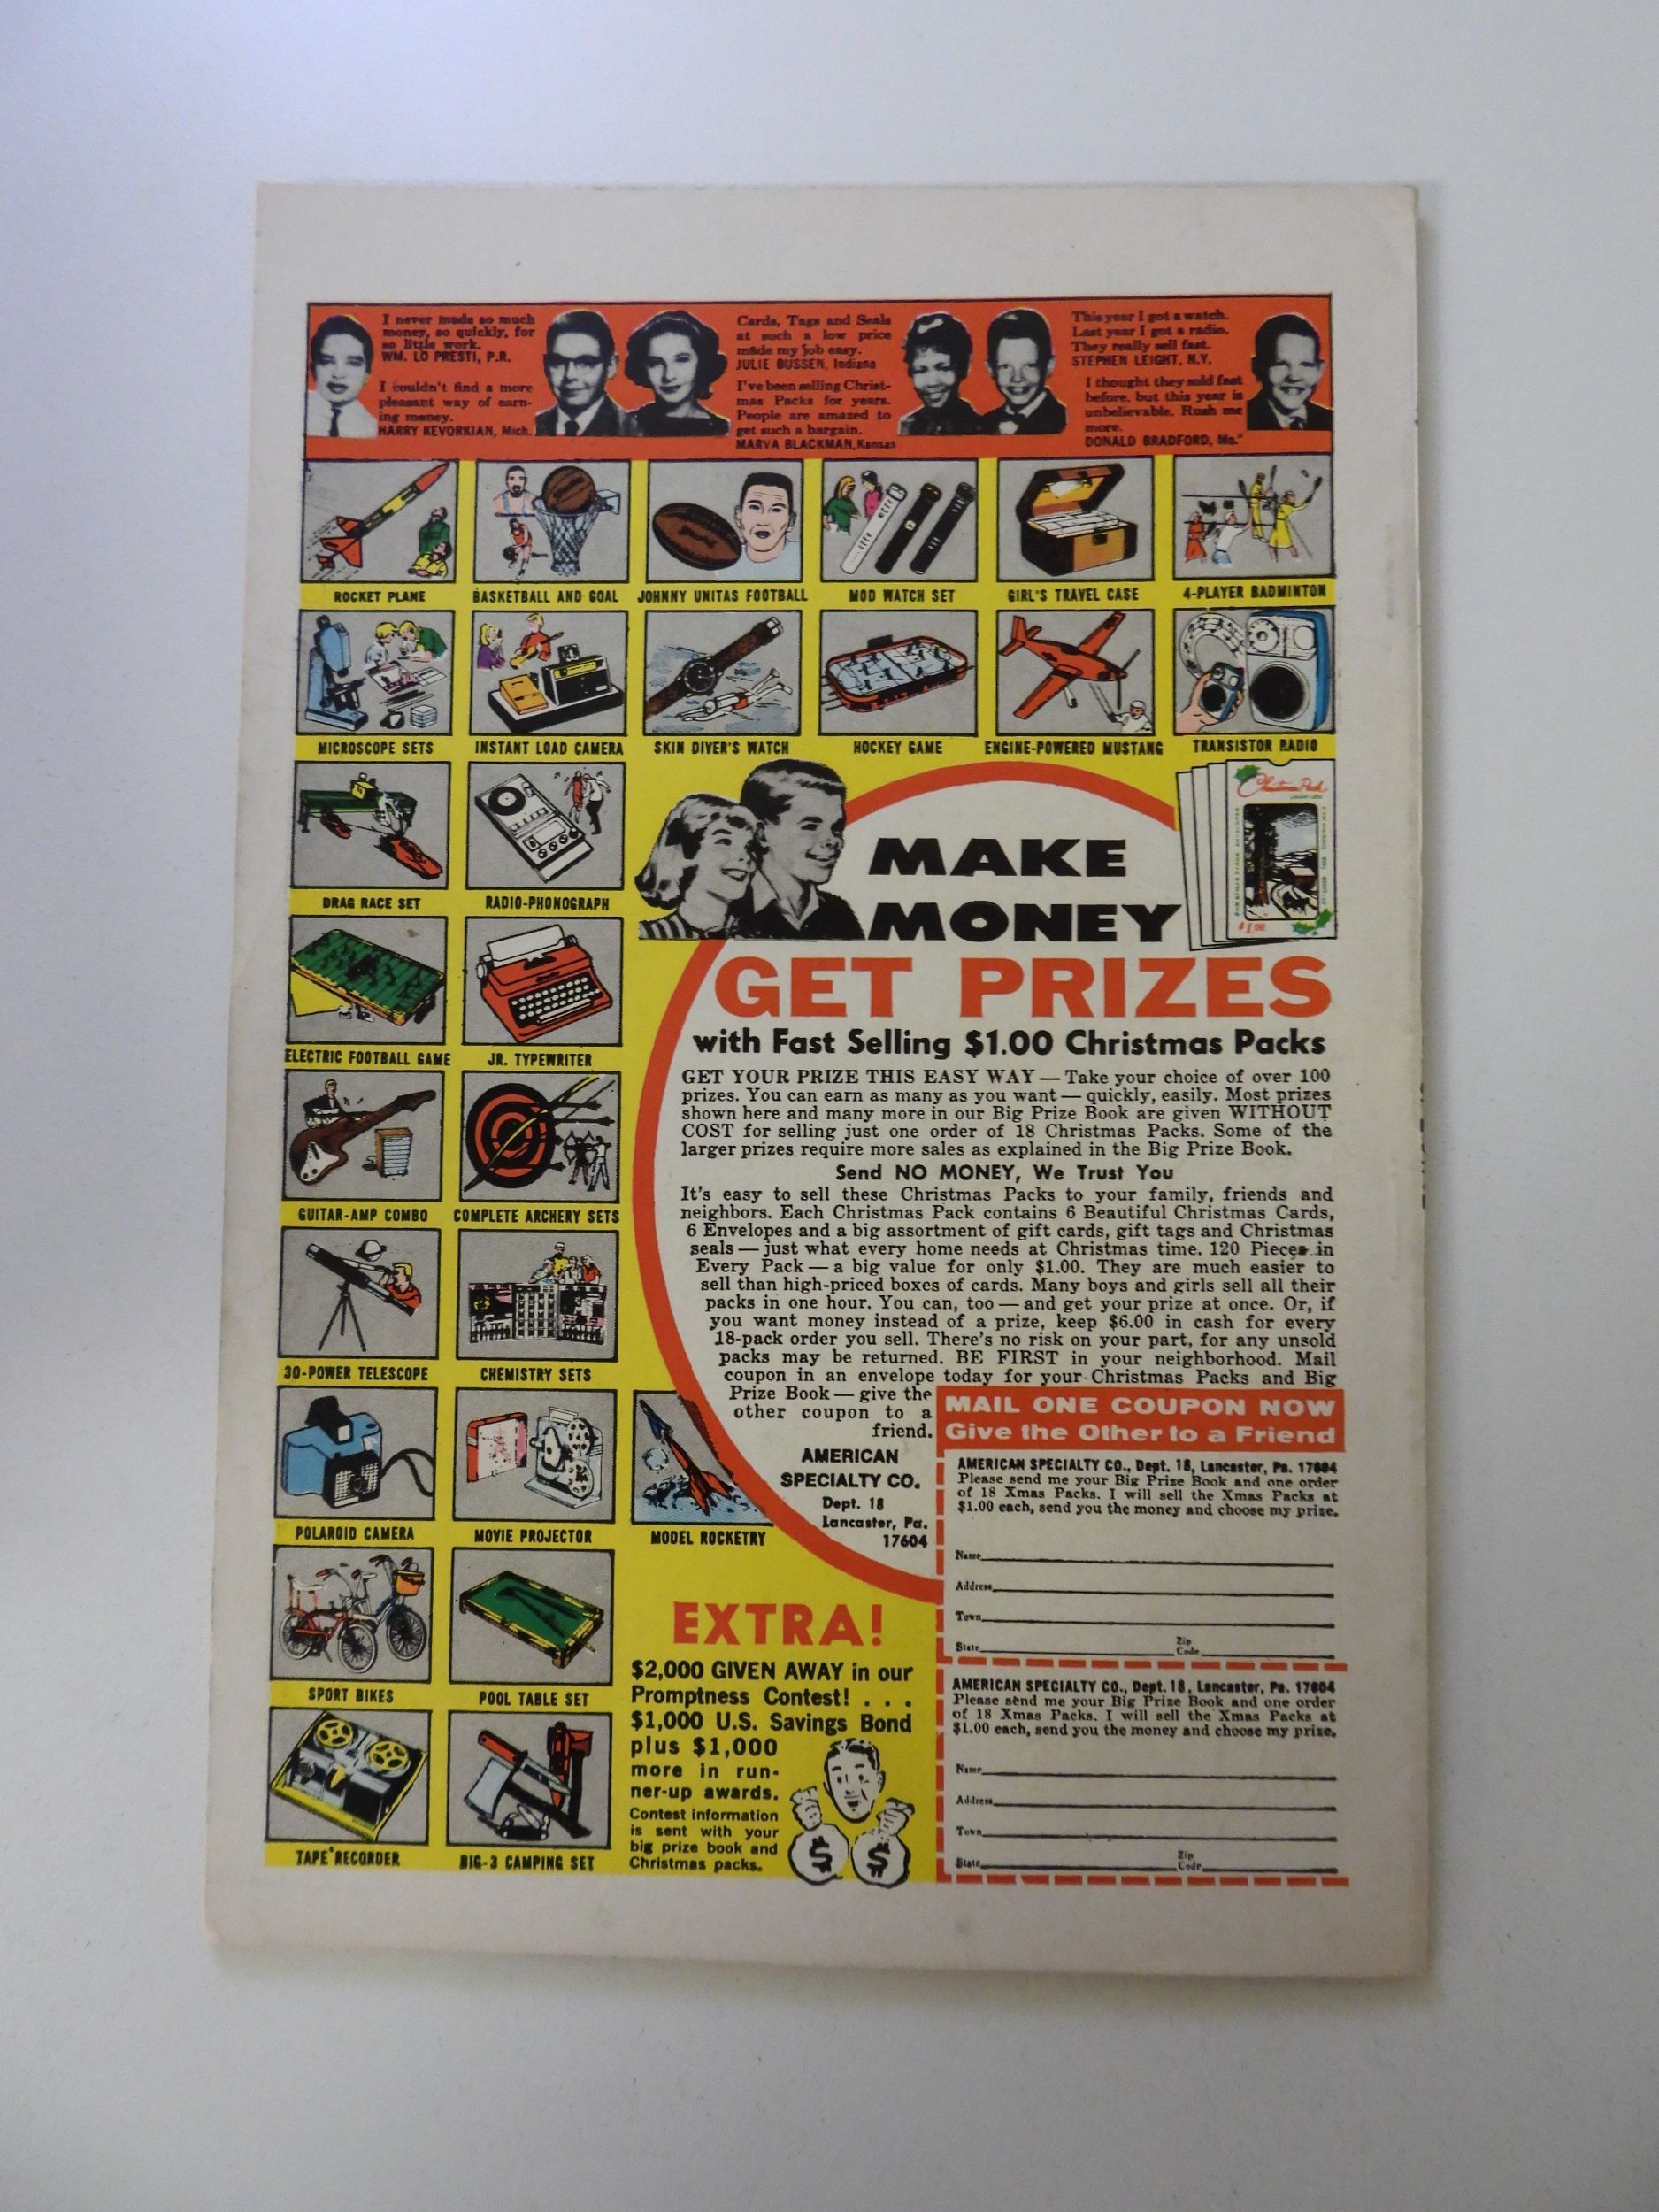 I never made so much
money, so quickly, for
so little work.
WM. LO PRESTI, P.R.
I couldn't find a more
pleasant way of earn-
ing money.
HARRY KEVORKIAN, Mich.
Cards, Tags and Seals
at such a low price
made my job easy.
JULIE BUSSEN, Indiana
I've been selling Christ-
mas Packs for years.
People are amazed to
get such a bargain.
MARVA BLACKMAN, Kansas
This year I got a watch.
Last year I got a radio.
They really sell fast.
STEPHEN LEIGHT, N.Y.
I thought they sold fast
before, but this year is
unbelievable. Rush me
more.
DONALD BRADFORD, Mo."
ROCKET PLANE
BASKETBALL AND GOAL
JOHNNY UNITAS FOOTBALL
MOD WATCH SET
GIRL'S TRAVEL CASE
4-PLAYER BADMINTON
MICROSCOPE SETS
INSTANT LOAD CAMERA
SKIN DIVER'S WATCH
HOCKEY GAME
ENGINE-POWERED MUSTANG
TRANSISTOR RADIO
DRAG RACE SET
RADIO-PHONOGRAPH
ELECTRIC FOOTBALL GAME
JR. TYPEWRITER
GUITAR-AMP COMBO
COMPLETE ARCHERY SETS
30-POWER TELESCOPE
CHEMISTRY SETS
POLAROID CAMERA
MOVIE PROJECTOR
MODEL ROCKETRY
SPORT BIKES
POOL TABLE SET
TAPE RECORDER
BIG-3 CAMPING SET
Christmas Pack
$1.00
MAKE
MONEY
GET PRIZES
with Fast Selling $1.00 Christmas Packs
GET YOUR PRIZE THIS EASY WAY — Take your choice of over 100
prizes. You can earn as many as you want — quickly, easily. Most prizes
shown here and many more in our Big Prize Book are given WITHOUT
COST for selling just one order of 18 Christmas Packs. Some of the
larger prizes require more sales as explained in the Big Prize Book.
Send NO MONEY, We Trust You
It's easy to sell these Christmas Packs to your family, friends and
neighbors. Each Christmas Pack contains 6 Beautiful Christmas Cards,
6 Envelopes and a big assortment of gift cards, gift tags and Christmas
seals — just what every home needs at Christmas time. 120 Pieces in
Every Pack — a big value for only $1.00. They are much easier to
sell than high-priced boxes of cards. Many boys and girls sell all their
packs in one hour. You can, too — and get your prize at once. Or, if
you want money instead of a prize, keep $6.00 in cash for every
18-pack order you sell. There's no risk on your part, for any unsold
packs may be returned. BE FIRST in your neighborhood. Mail
coupon in an envelope today for your Christmas Packs and Big
Prize Book — give the
other coupon to a
friend.
AMERICAN
SPECIALTY CO.
Dept. 18
Lancaster, Pa.
17604
EXTRA!
$2,000 GIVEN AWAY in our
Promptness Contest! . . .
$1,000 U.S. Savings Bond
plus $1,000
more in run-
ner-up awards.
Contest information
is sent with your
big prize book and
Christmas packs.
$ $
MAIL ONE COUPON NOW
Give the Other to a Friend
AMERICAN SPECIALTY CO., Dept. 18, Lancaster, Pa. 17604
Please send me your Big Prize Book and one order
of 18 Xmas Packs. I will sell the Xmas Packs at
$1.00 each, send you the money and choose my prize.
Name
Address
Town
State Zip Code
AMERICAN SPECIALTY CO., Dept. 18, Lancaster, Pa. 17604
Please send me your Big Prize Book and one order
of 18 Xmas Packs. I will sell the Xmas Packs at
$1.00 each, send you the money and choose my prize.
Name
Address
Town
State Zip Code